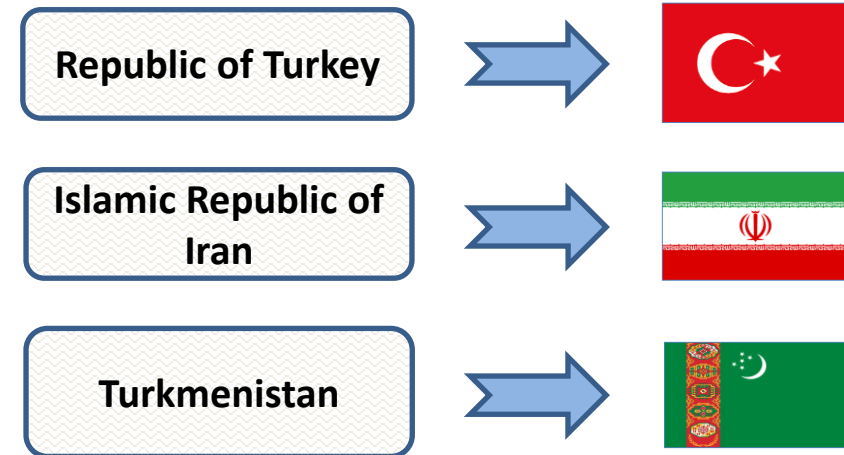 Republic of Turkey
Islamic Republic of
Iran
Turkmenistan